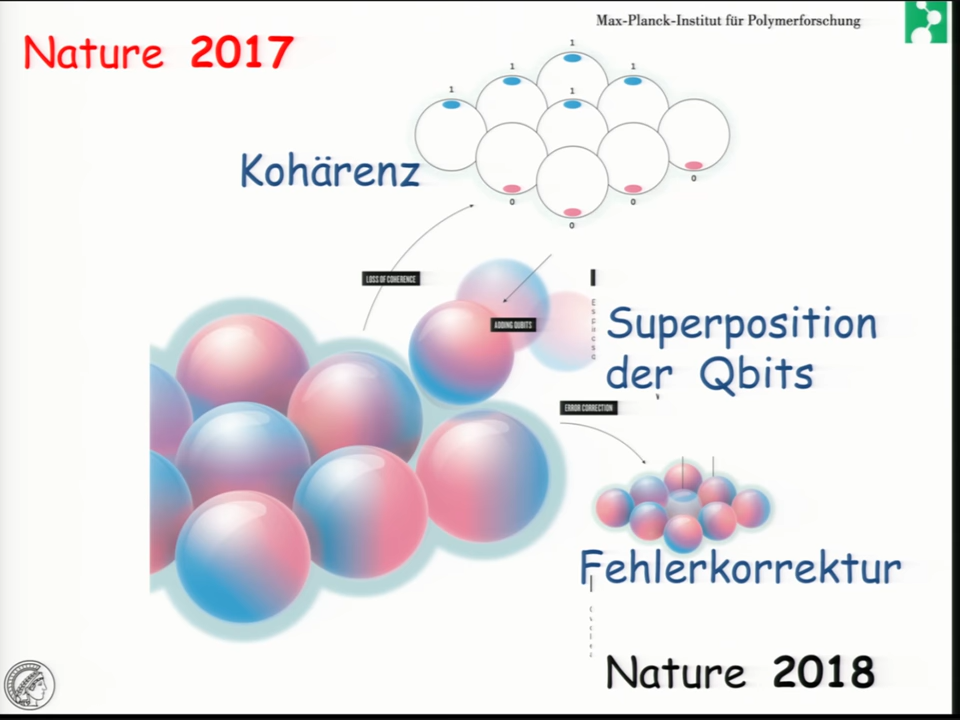 Max-Planck-Institut für Polymerforschung
Nature 2017
1
1
1
1
1
Kohärenz
0
0
0
0
LOSS OF COHERENCE
ADDING QUBITS
Superposition
der Qbits
ERROR CORRECTION
Fehlerkorrektur
Nature 2018